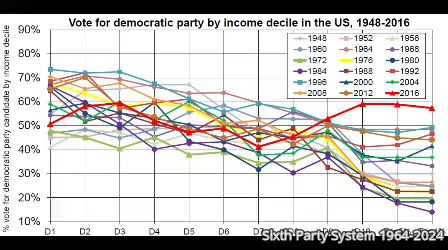 Vote for democratic party by income decile in the US, 1948-2016
% vote for democratic party candidate by income decile
90%
80%
70%
60%
50%
40%
30%
20%
10%
1948 1952 1956
1960 1964 1968
1972 1976 1980
1984 1988 1992
1996 2000 2004
2008 2012 2016
D1 D2 D3 D4 D5 D6 D7 D8
Sixth Party System 1964-2024